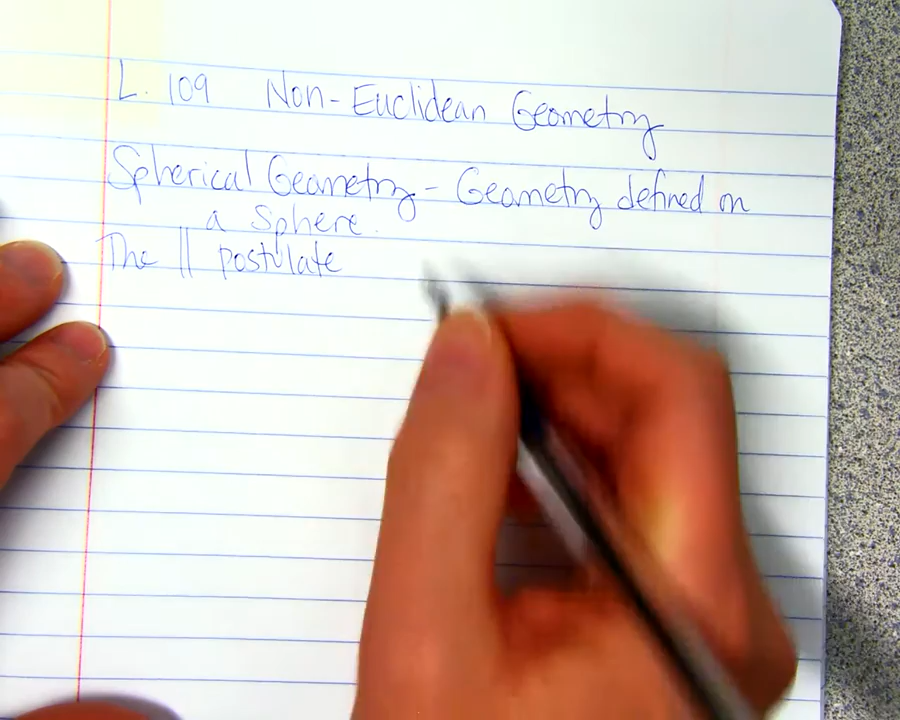 L. 109 Non-Euclidean Geometry
Spherical Geometry - Geometry defined on
a Sphere.
The || postulate